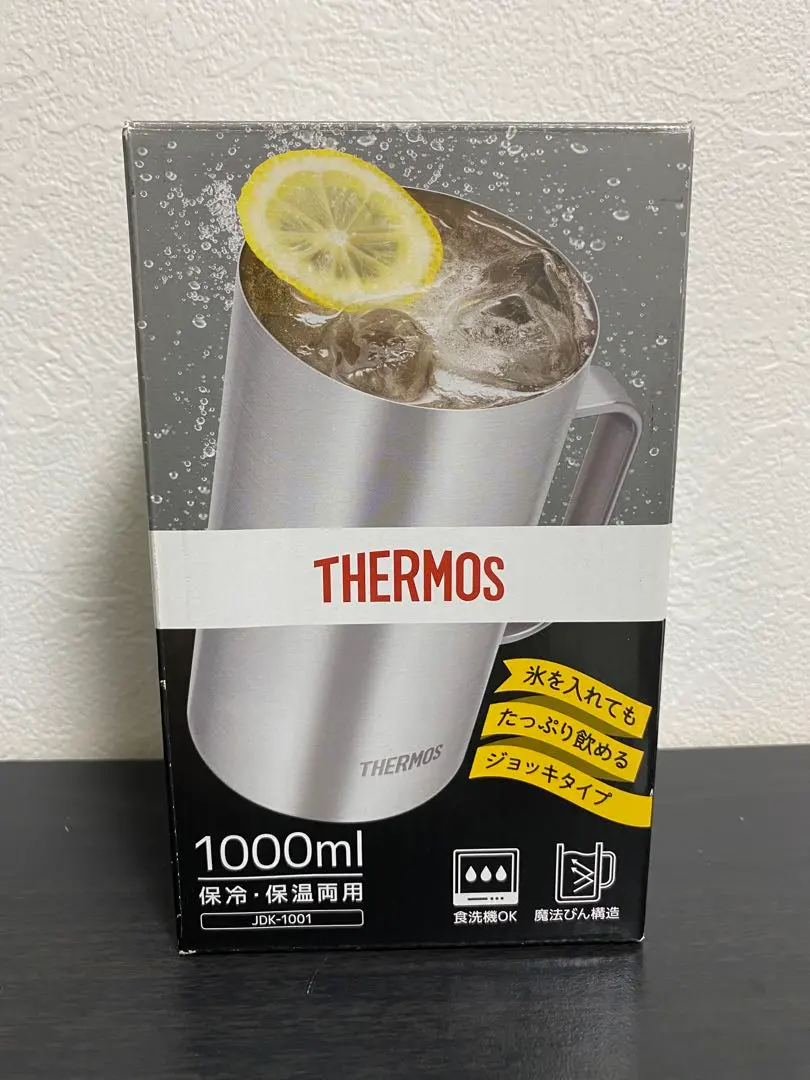 THERMOS
氷を入れても
たっぷり飲める
ジョッキタイプ
THERMOS
1000ml
保冷・保温両用
JDK-1001
食洗機OK
魔法びん構造